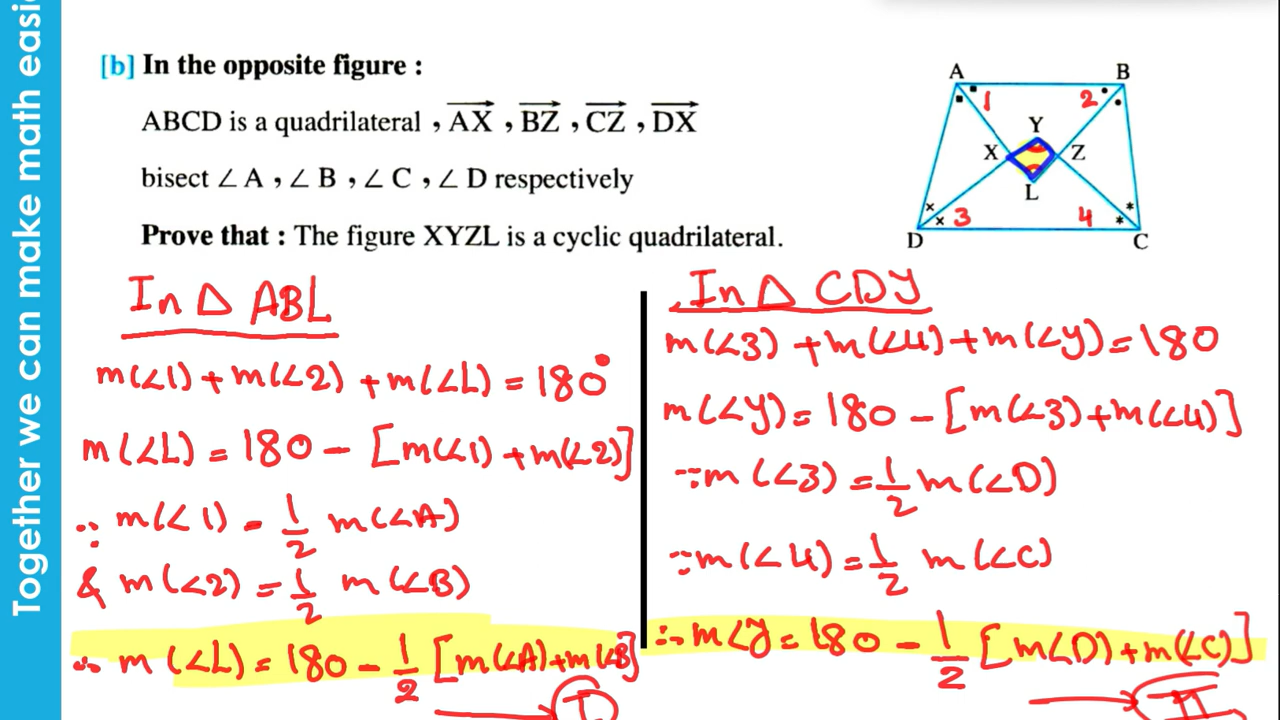 Together we can make math easi
[b] In the opposite figure :
ABCD is a quadrilateral , AX , BZ , CZ , DX
bisect ∠ A , ∠ B , ∠ C , ∠ D respectively
Prove that : The figure XYZL is a cyclic quadrilateral.
A B
1 2
Y
X Z
L
3 4
D C
In △ ABL
m(∠1) + m(∠2) + m(∠L) = 180°
m(∠L) = 180 − [m(∠1) + m(∠2)]
∵ m(∠1) = 1/2 m(∠A)
& m(∠2) = 1/2 m(∠B)
∴ m(∠L) = 180 − 1/2 [m(∠A)+m(∠B)]
I
In △ CDY
m(∠3) + m(∠4) + m(∠y) = 180
m(∠y) = 180 − [m(∠3) + m(∠4)]
∵ m(∠3) = 1/2 m(∠D)
∵ m(∠4) = 1/2 m(∠C)
∴ m∠y = 180 − 1/2 [m(∠D) + m(∠C)]
II